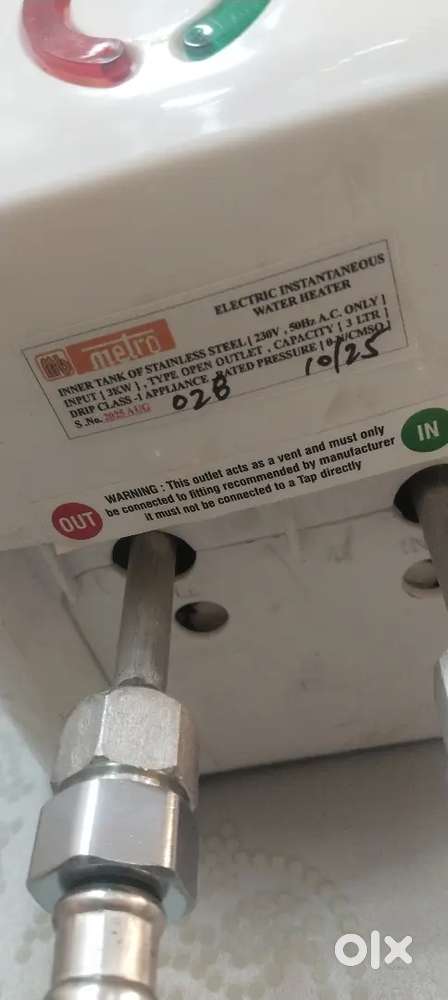 metro
ELECTRIC INSTANTANEOUS
WATER HEATER
INNER TANK OF STAINLESS STEEL [ 230V , 50Hz A.C. ONLY ]
INPUT [ 3KW ] , TYPE OPEN OUTLET , CAPACITY [ 3 LTR ]
DRIP CLASS -I APPLIANCE RATED PRESSURE
S .No. 2025 AUG 028 10/25
OUT
WARNING : This outlet acts as a vent and must only
be connected to fitting recommended by manufacturer
it must not be connected to a Tap directly
IN
olx